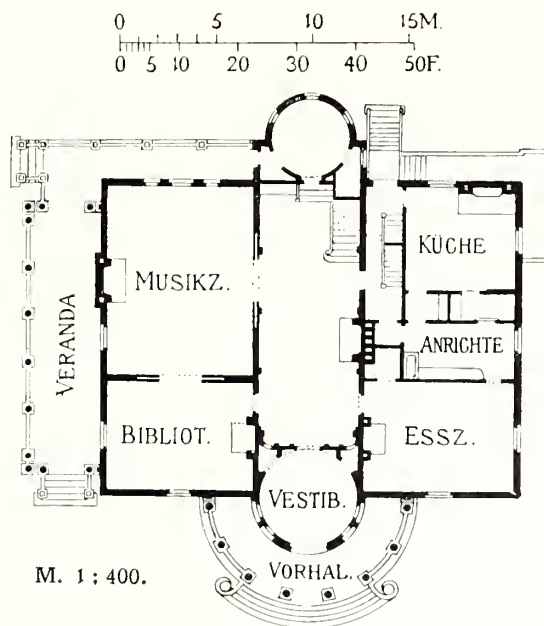 0 5 10 15M.
0 5 10 20 30 40 50F.
KÜCHE
MUSIKZ.
VERANDA
ANRICHTE
BIBLIOT.
ESSZ.
VESTIB.
VORHAL.
M. 1 : 400.